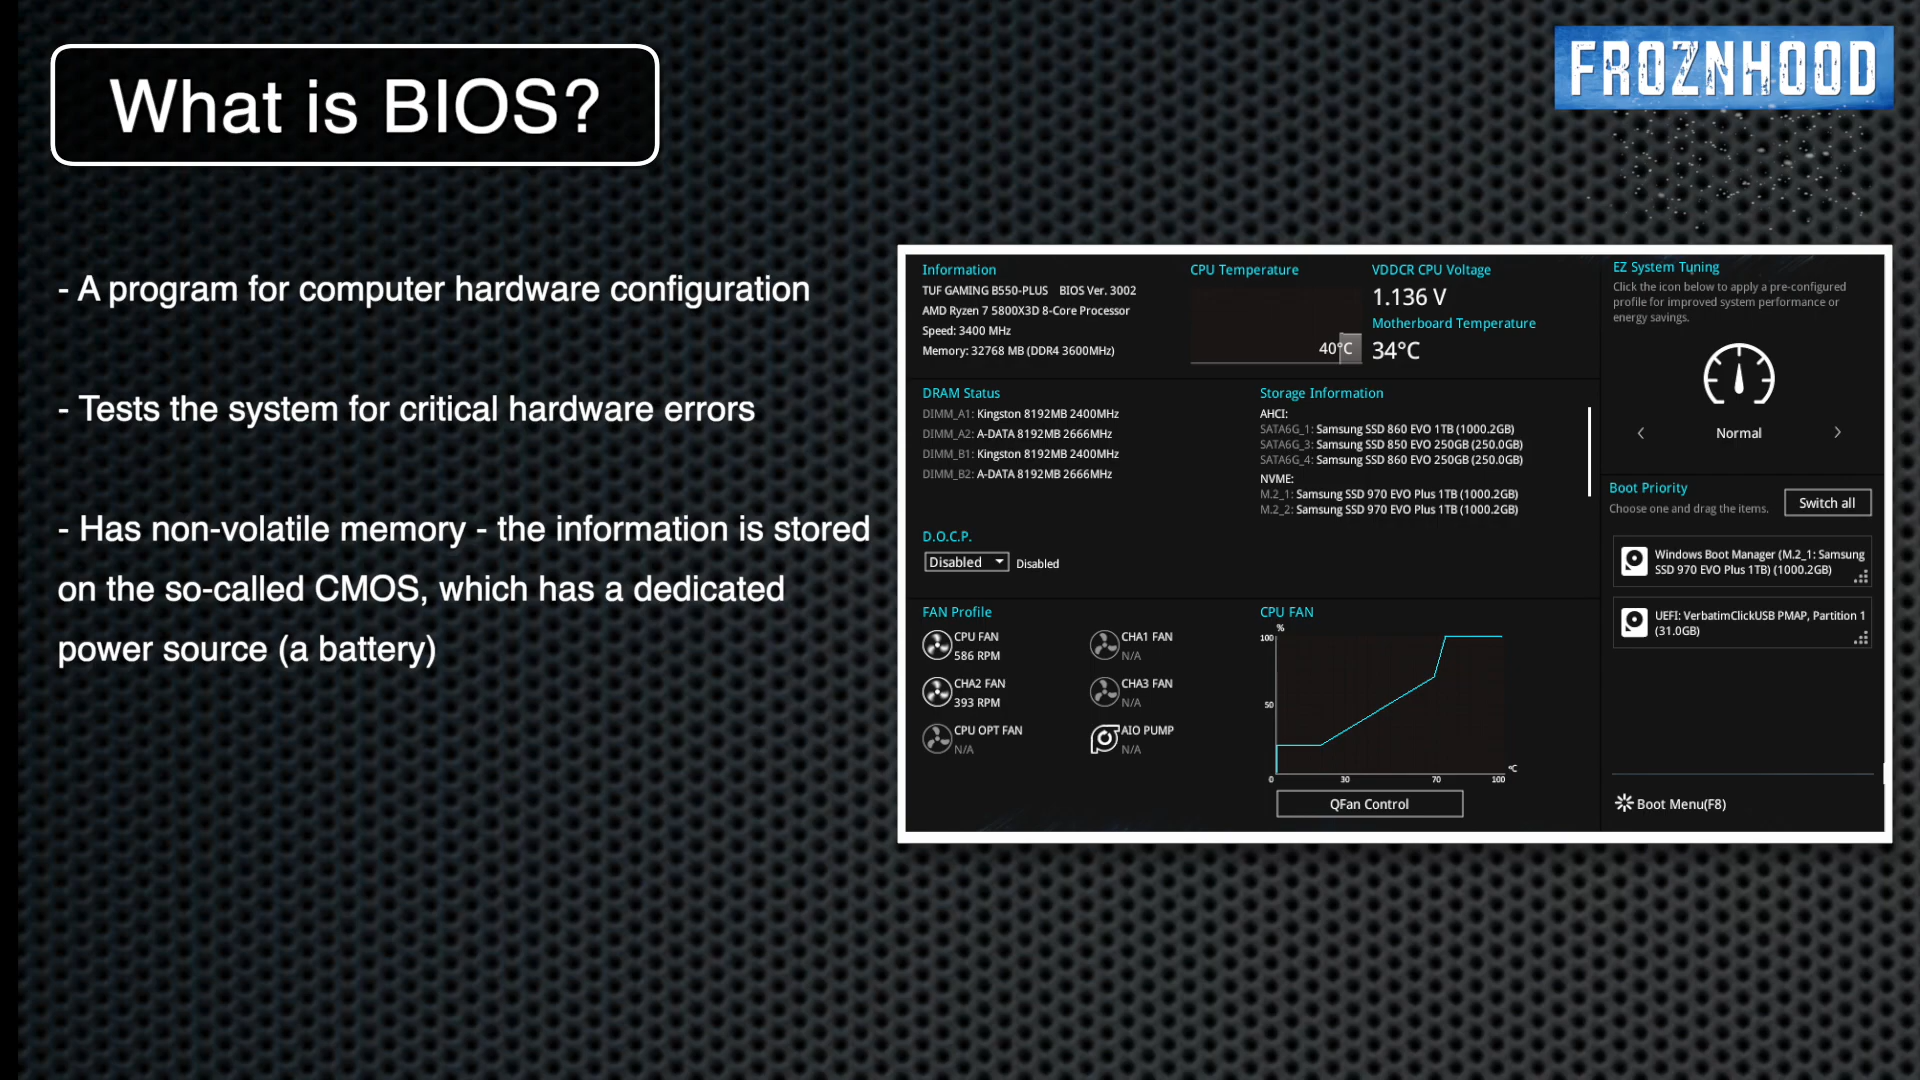 What is BIOS?
FROZNHOOD
- A program for computer hardware configuration
- Tests the system for critical hardware errors
- Has non-volatile memory - the information is stored
on the so-called CMOS, which has a dedicated
power source (a battery)
Information
TUF GAMING B550-PLUS BIOS Ver. 3002
AMD Ryzen 7 5800X3D 8-Core Processor
Speed: 3400 MHz
Memory: 32768 MB (DDR4 3600MHz)
CPU Temperature
40°C
VDDCR CPU Voltage
1.136 V
Motherboard Temperature
34°C
DRAM Status
DIMM_A1: Kingston 8192MB 2400MHz
DIMM_A2: A-DATA 8192MB 2666MHz
DIMM_B1: Kingston 8192MB 2400MHz
DIMM_B2: A-DATA 8192MB 2666MHz
Storage Information
AHCI:
SATA6G_1: Samsung SSD 860 EVO 1TB (1000.2GB)
SATA6G_3: Samsung SSD 850 EVO 250GB (250.0GB)
SATA6G_4: Samsung SSD 860 EVO 250GB (250.0GB)
NVME:
M.2_1: Samsung SSD 970 EVO Plus 1TB (1000.2GB)
M.2_2: Samsung SSD 970 EVO Plus 1TB (1000.2GB)
D.O.C.P.
Disabled Disabled
FAN Profile
CPU FAN
586 RPM
CHA1 FAN
N/A
CHA2 FAN
393 RPM
CHA3 FAN
N/A
CPU OPT FAN
N/A
AIO PUMP
N/A
CPU FAN
%
100
50
0 30 70 100
°C
QFan Control
EZ System Tuning
Click the icon below to apply a pre-configured
profile for improved system performance or
energy savings.
Normal
Boot Priority
Choose one and drag the items.
Switch all
Windows Boot Manager (M.2_1: Samsung
SSD 970 EVO Plus 1TB) (1000.2GB)
UEFI: VerbatimClickUSB PMAP, Partition 1
(31.0GB)
Boot Menu(F8)